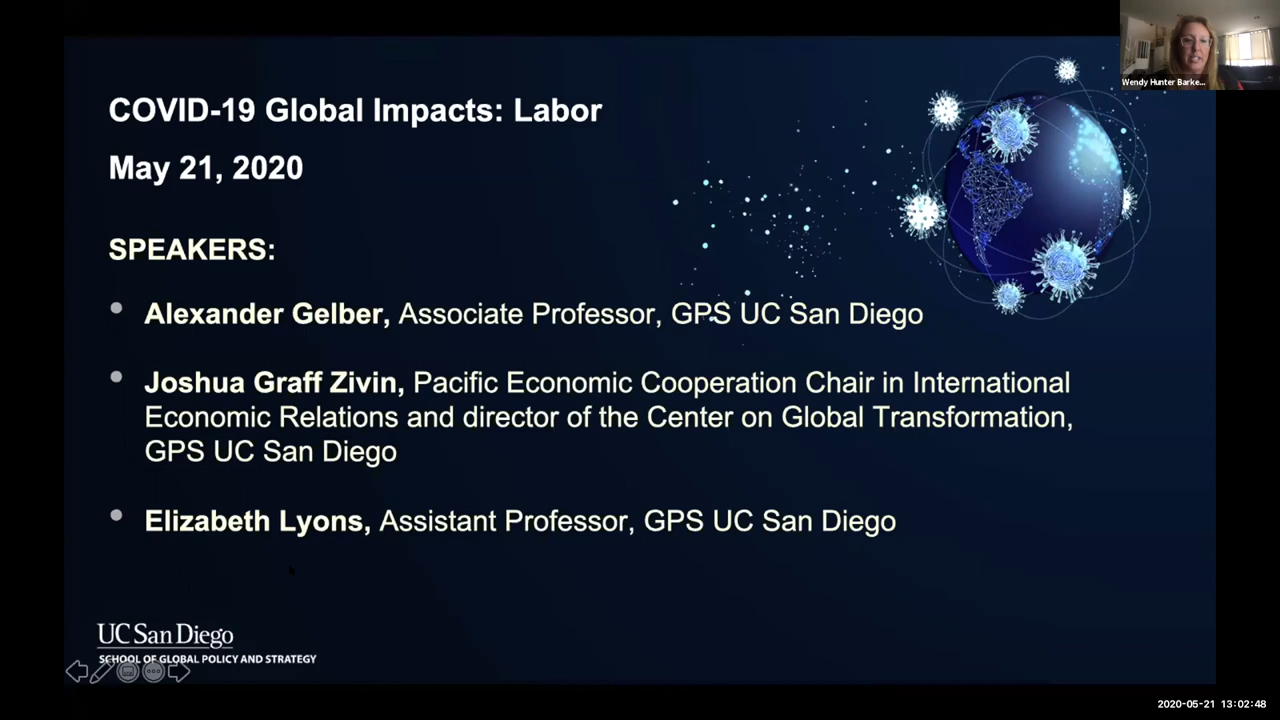 Wendy Hunter Barke...
COVID-19 Global Impacts: Labor
May 21, 2020
SPEAKERS:
• Alexander Gelber, Associate Professor, GPS UC San Diego
• Joshua Graff Zivin, Pacific Economic Cooperation Chair in International
Economic Relations and director of the Center on Global Transformation,
GPS UC San Diego
• Elizabeth Lyons, Assistant Professor, GPS UC San Diego
UC San Diego
SCHOOL OF GLOBAL POLICY AND STRATEGY
2020-05-21 13:02:48